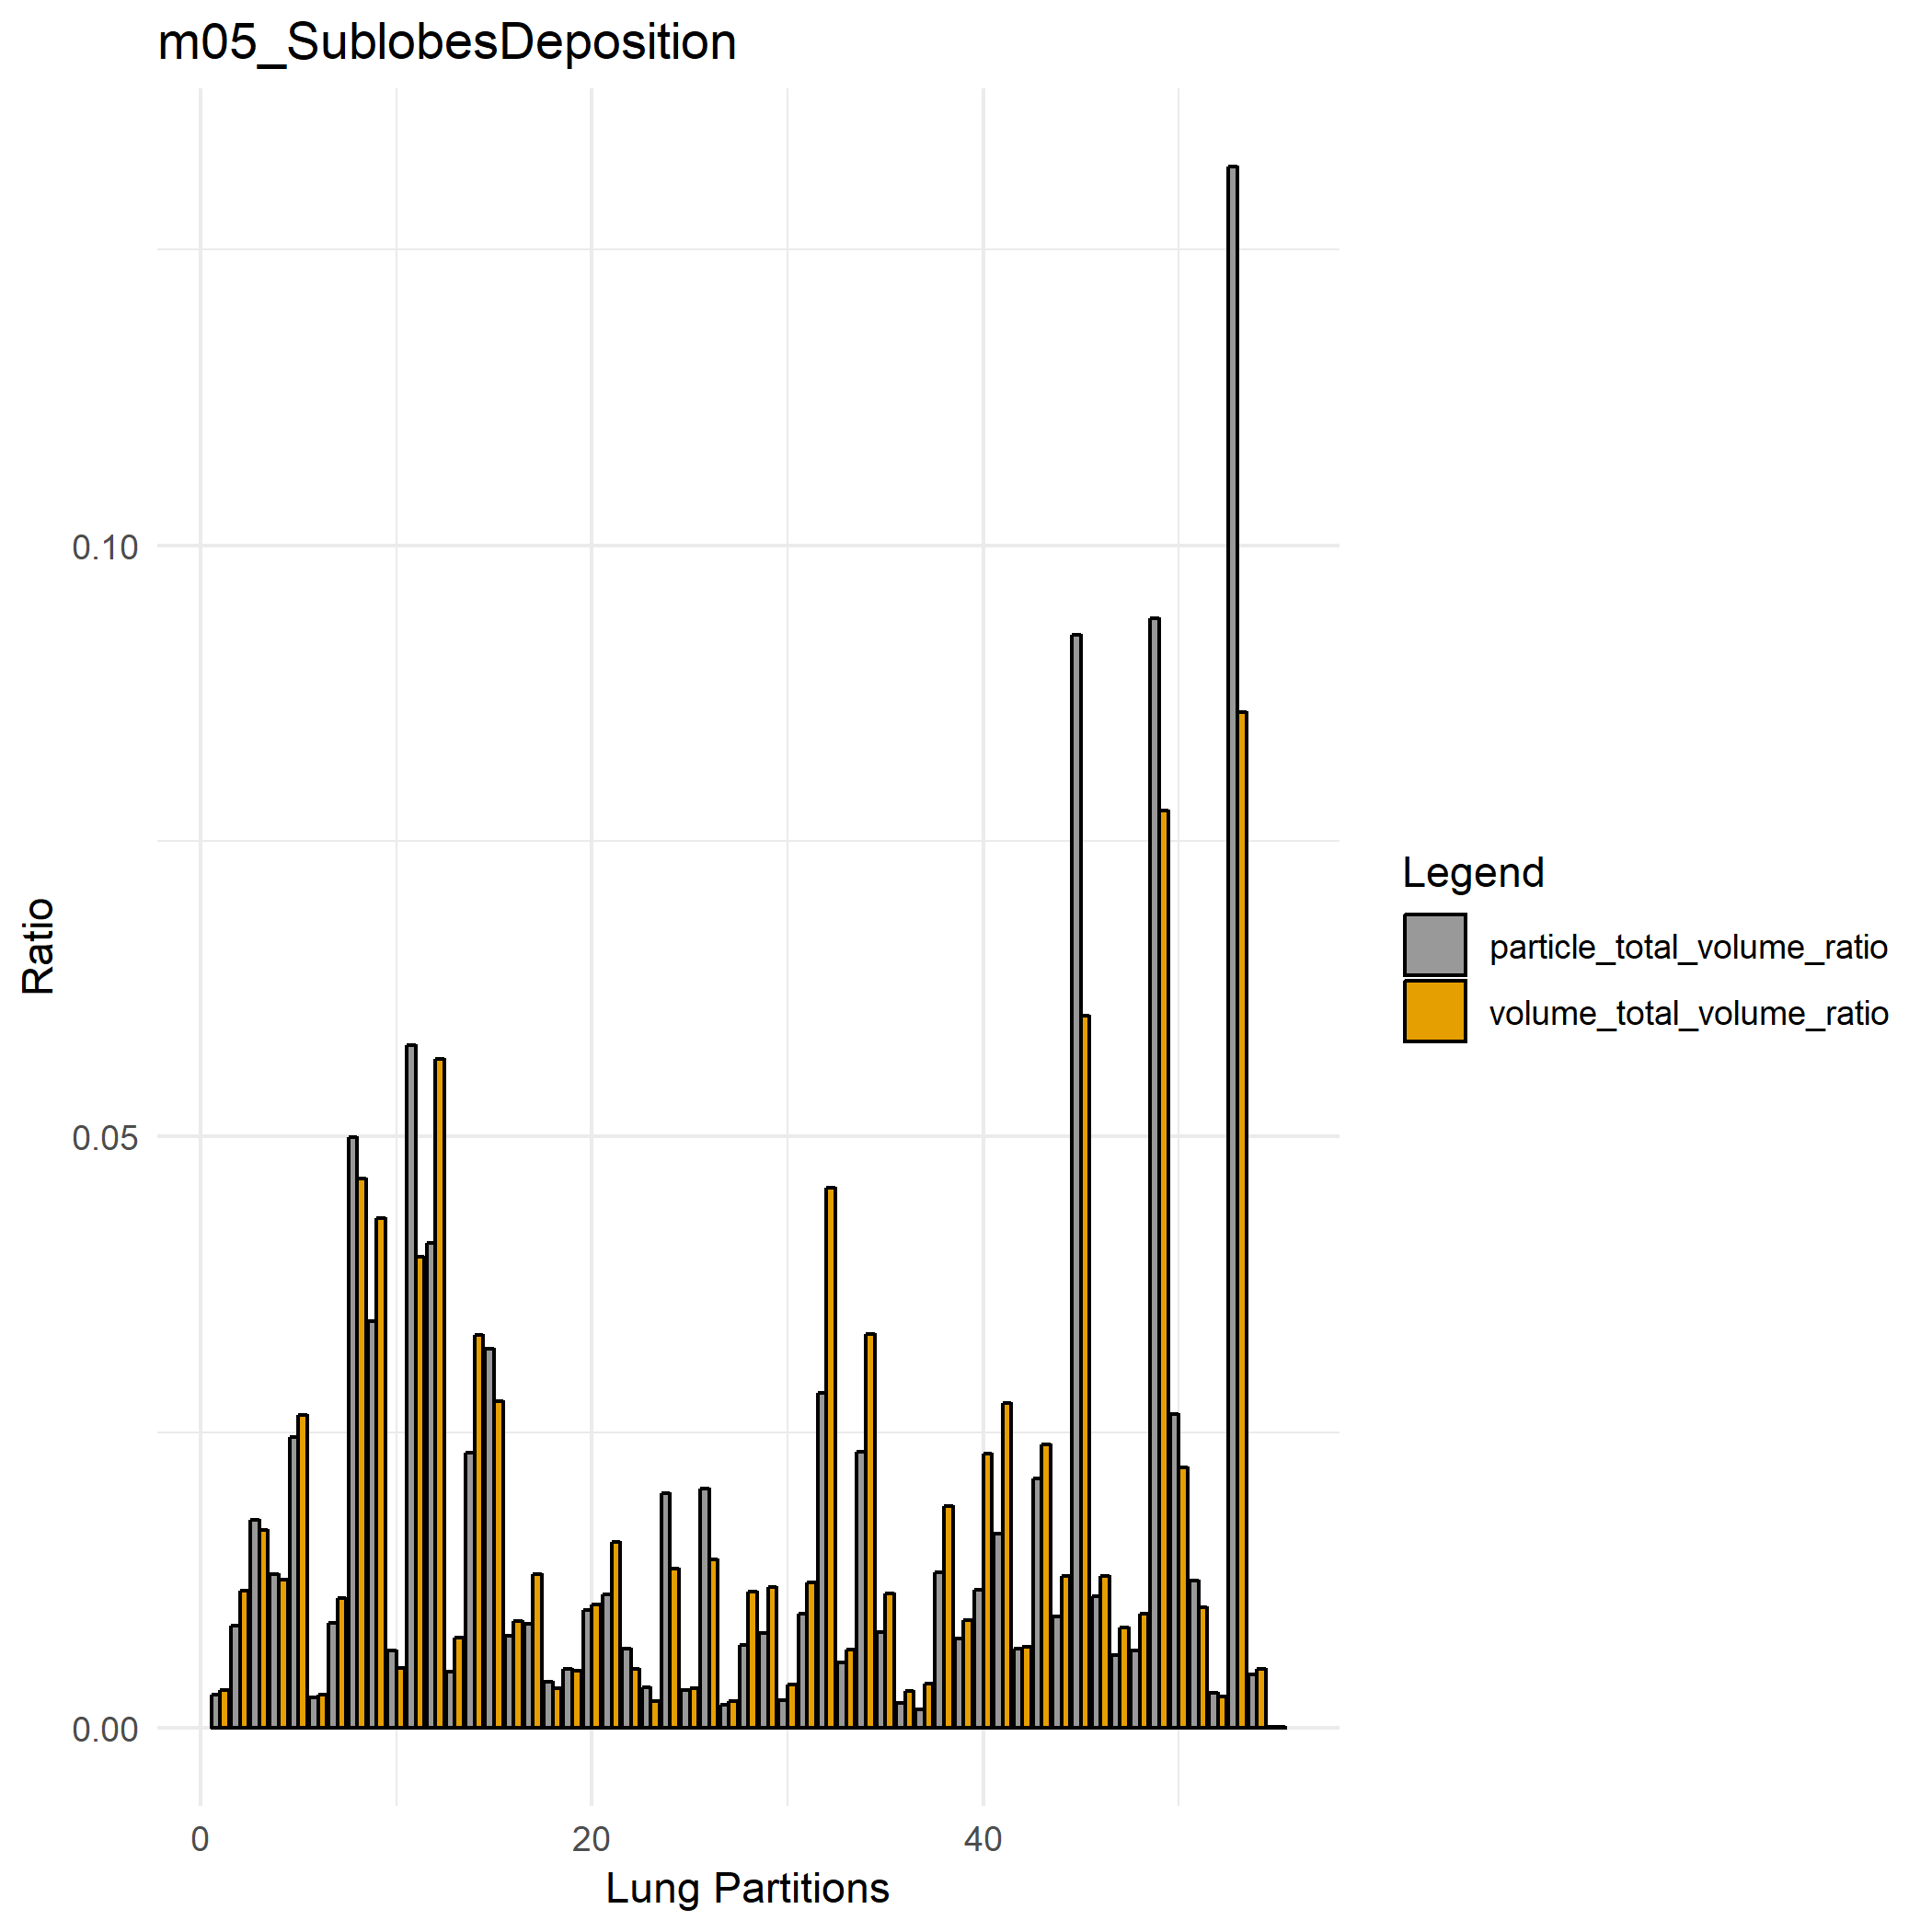 m05_SublobesDeposition
Ratio
0.10
0.05
0.00
0
20
40
Lung Partitions
Legend
particle_total_volume_ratio
volume_total_volume_ratio